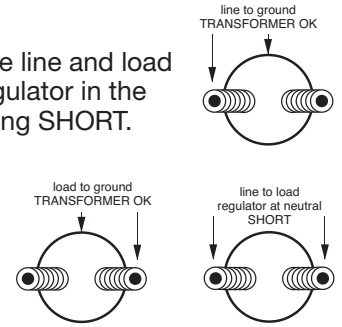 line to ground
TRANSFORMER OK
e line and load
gulator in the
ng SHORT.
load to ground
TRANSFORMER OK
line to load
regulator at neutral
SHORT